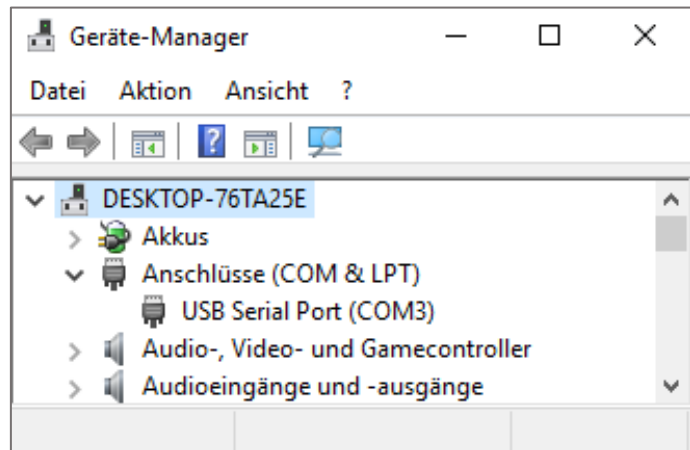 Geräte-Manager
Datei Aktion Ansicht ?
DESKTOP-76TA25E
Akkus
Anschlüsse (COM & LPT)
USB Serial Port (COM3)
Audio-, Video- und Gamecontroller
Audioeingänge und -ausgänge